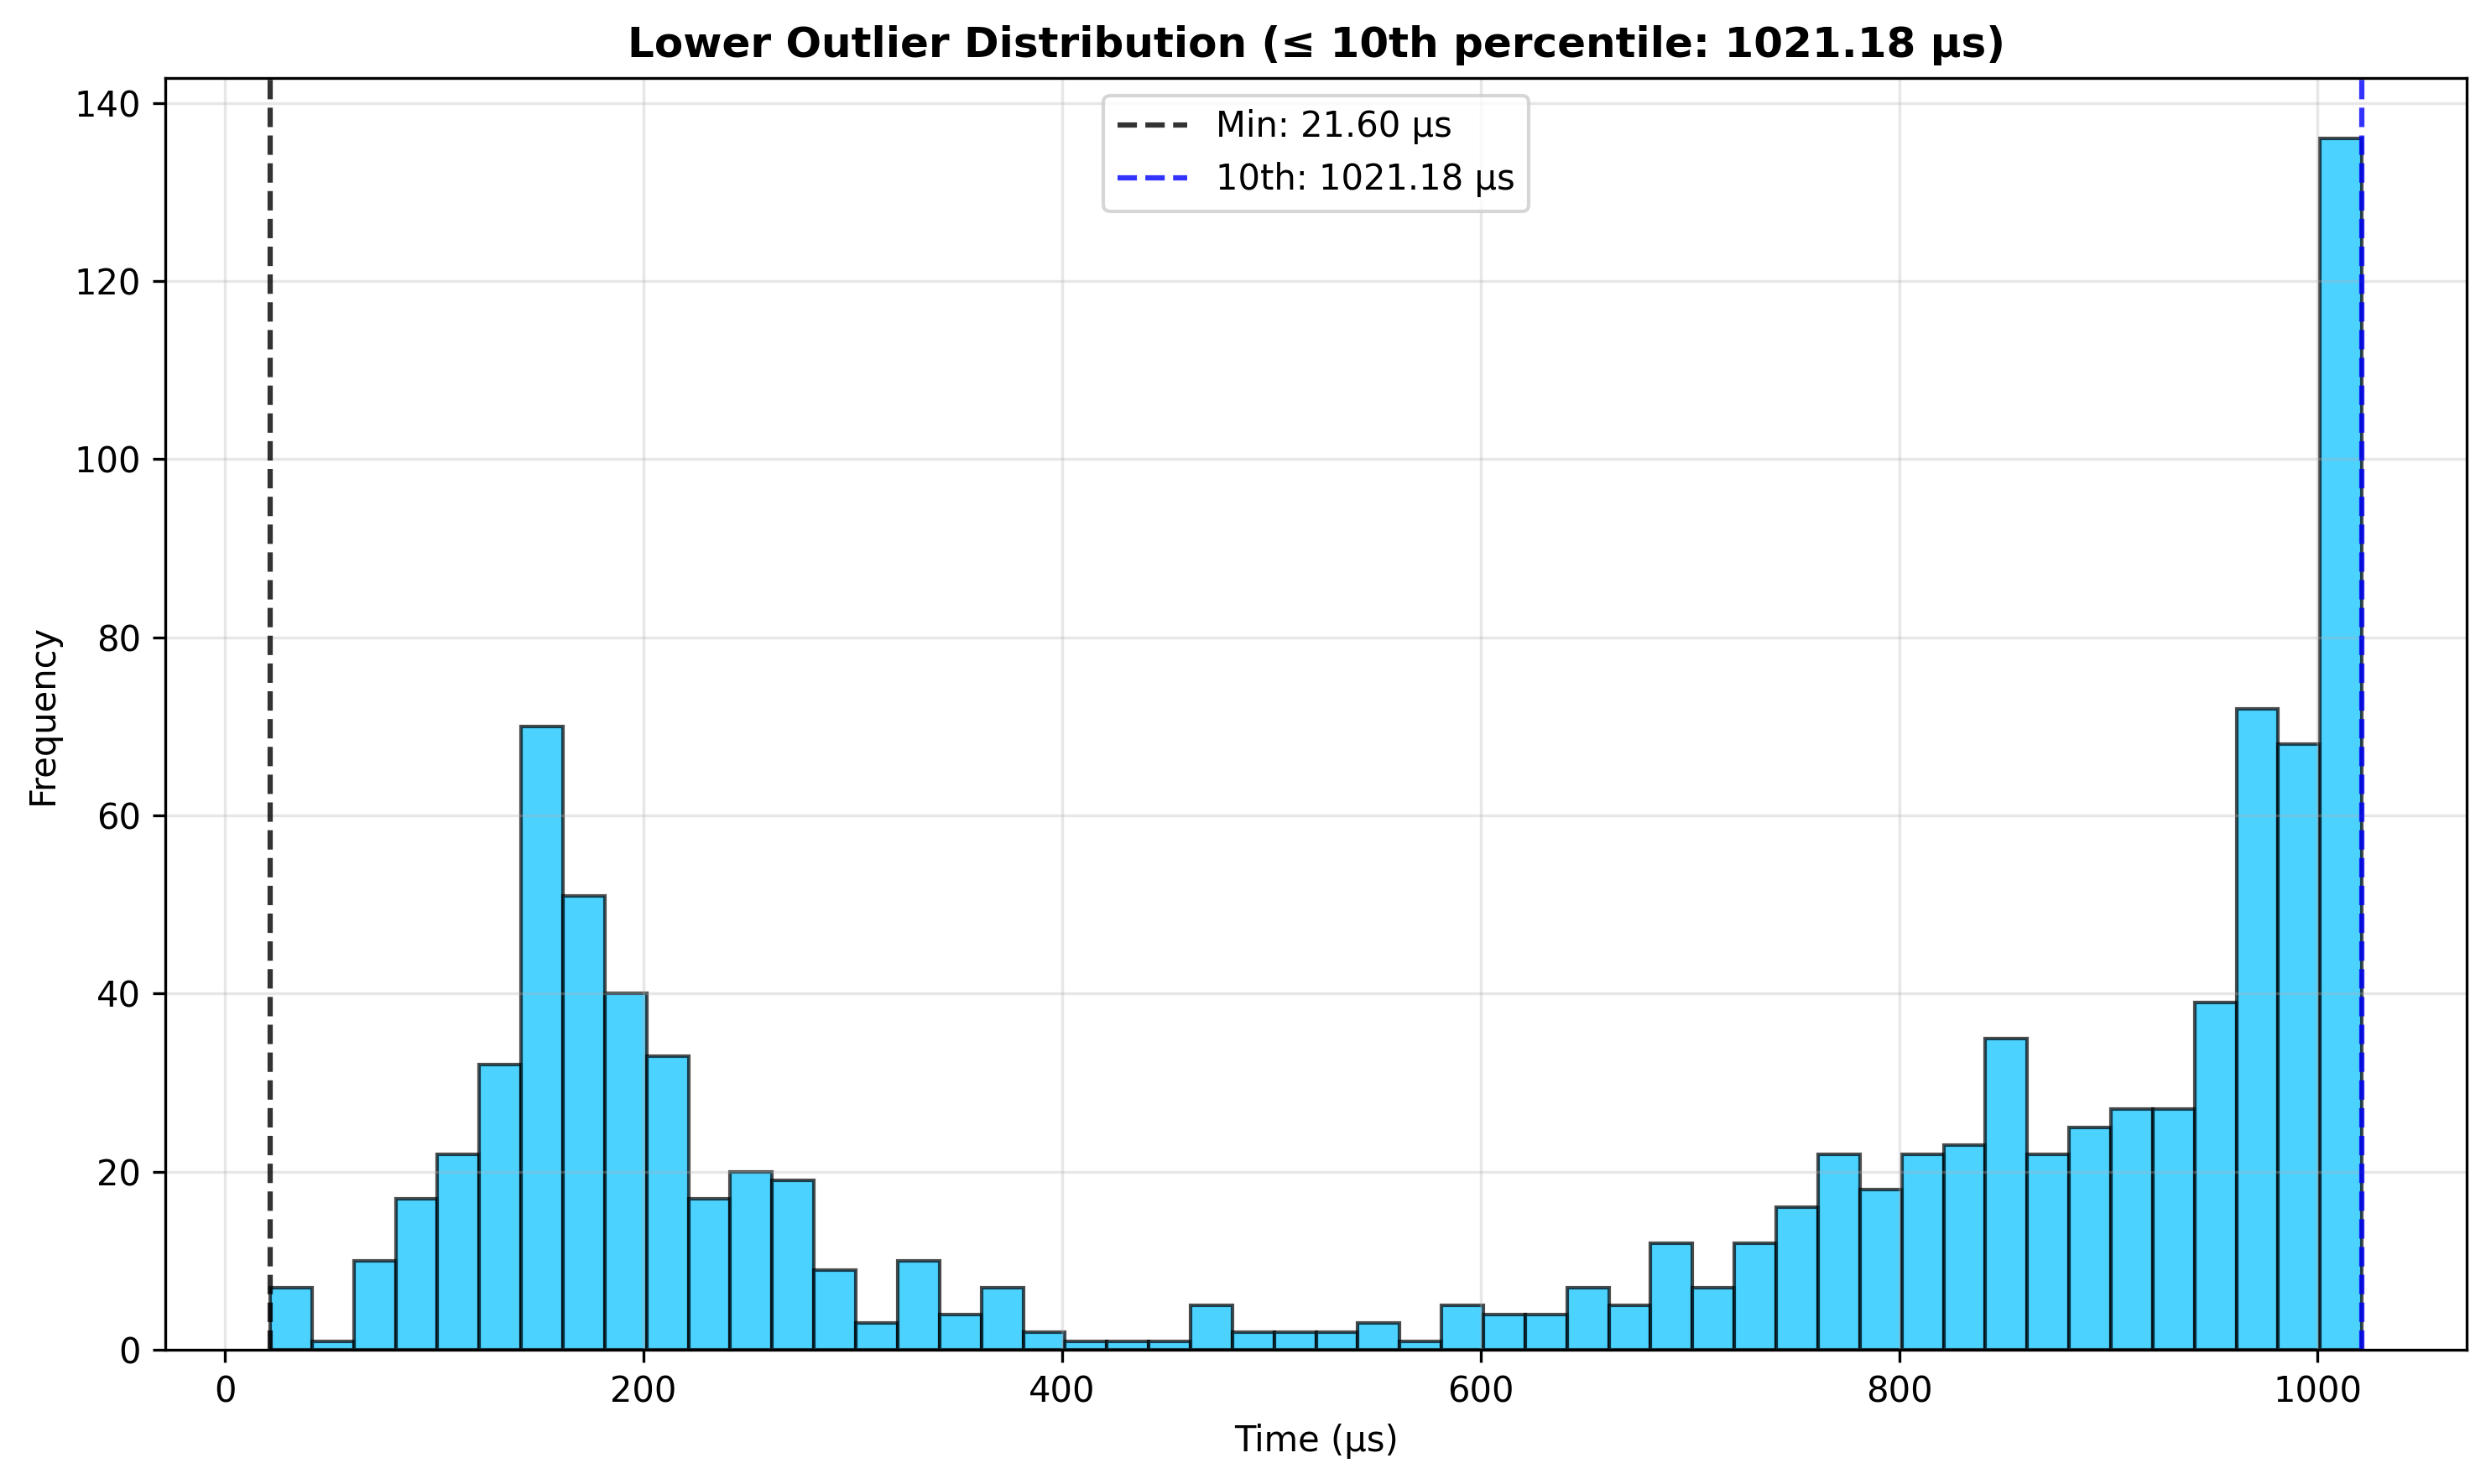 Lower Outlier Distribution (≤ 10th percentile: 1021.18 µs)
Min: 21.60 µs
10th: 1021.18 µs
140
120
100
80
60
40
20
0
Frequency
0 200 400 600 800 1000
Time (µs)